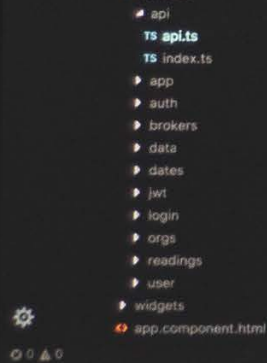 api
TS api.ts
TS index.ts
app
auth
brokers
data
dates
jwt
login
orgs
readings
user
widgets
<> app.component.html
0 0